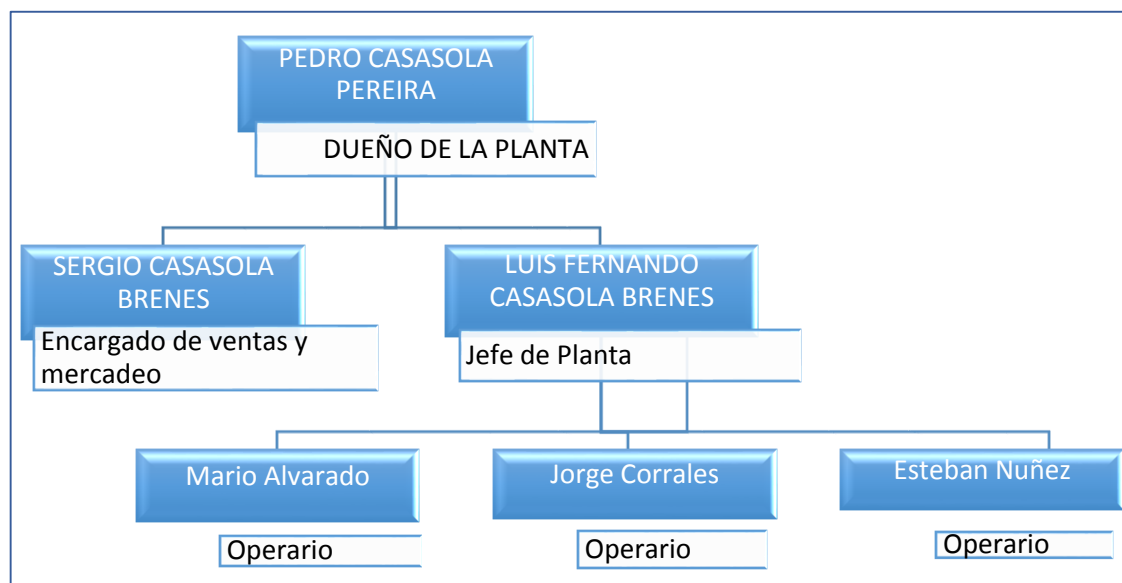 PEDRO CASASOLA
PEREIRA
DUEÑO DE LA PLANTA
SERGIO CASASOLA
BRENES
Encargado de ventas y
mercadeo
LUIS FERNANDO
CASASOLA BRENES
Jefe de Planta
Mario Alvarado
Operario
Jorge Corrales
Operario
Esteban Nuñez
Operario